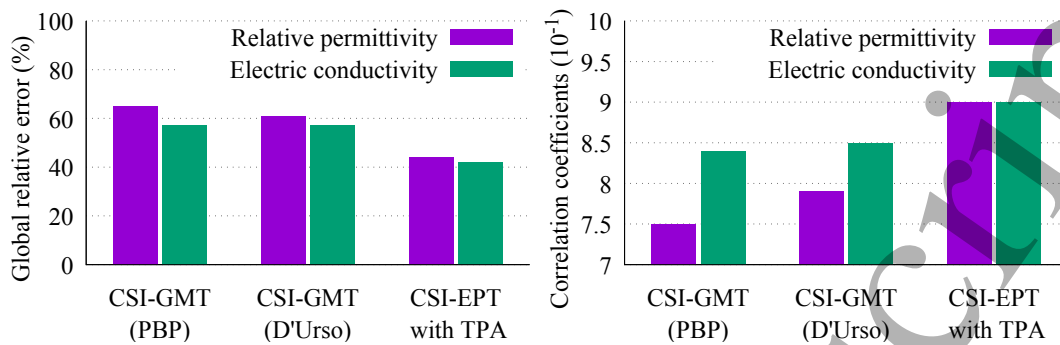 Global relative error (%)
100
80
60
40
20
0
Relative permittivity
Electric conductivity
CSI-GMT
(PBP)
CSI-GMT
(D'Urso)
CSI-EPT
with TPA
Correlation coefficients (10⁻¹)
10
9.5
9
8.5
8
7.5
7
Relative permittivity
Electric conductivity
CSI-GMT
(PBP)
CSI-GMT
(D'Urso)
CSI-EPT
with TPA